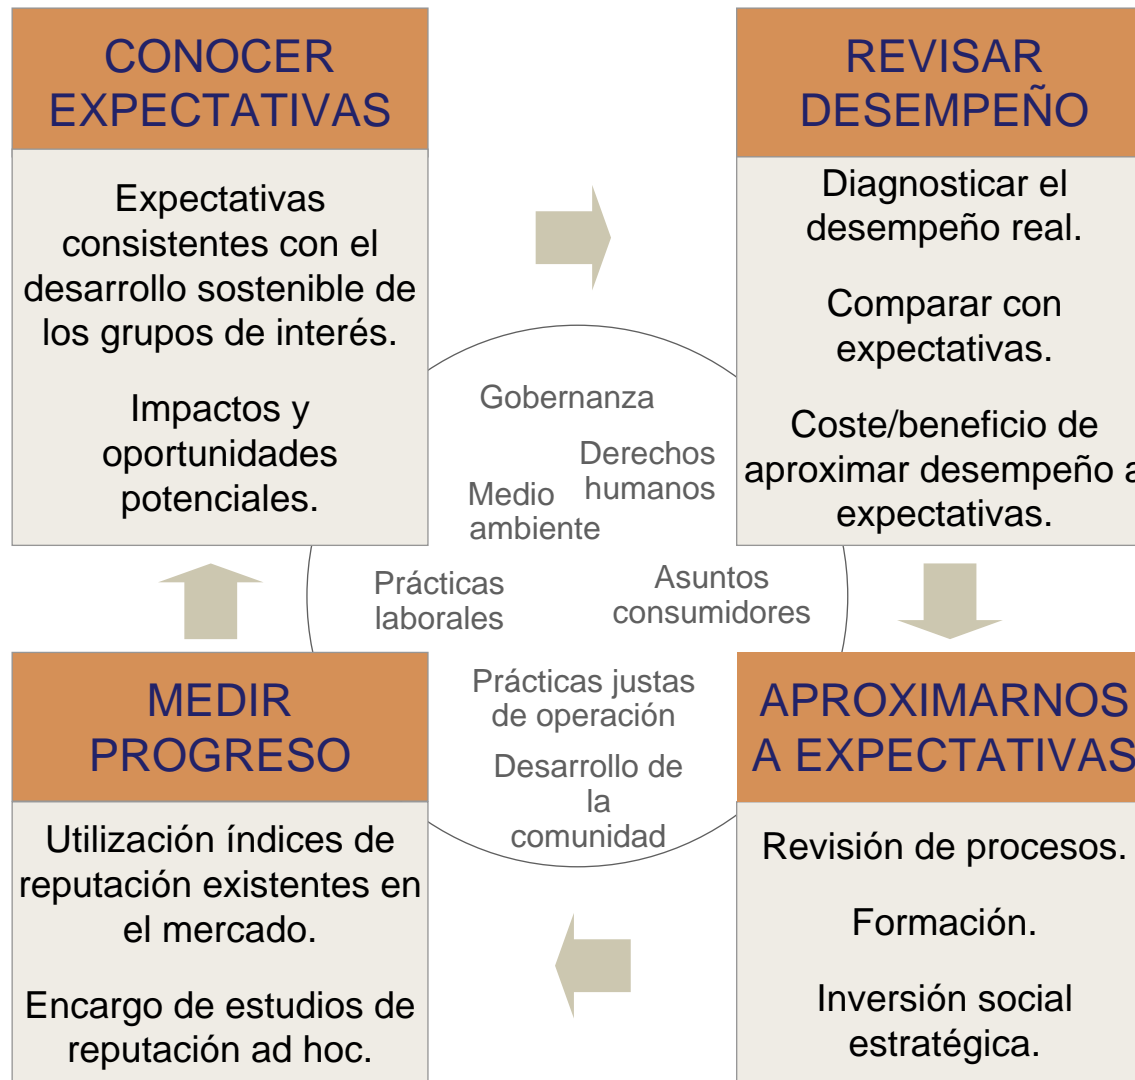 CONOCER
EXPECTATIVAS
Expectativas
consistentes con el
desarrollo sostenible de
los grupos de interés.
Impactos y
oportunidades
potenciales.
REVISAR
DESEMPEÑO
Diagnosticar el
desempeño real.
Comparar con
expectativas.
Coste/beneficio de
aproximar desempeño a
expectativas.
Gobernanza
Derechos
humanos
Medio
ambiente
Prácticas
laborales
Asuntos
consumidores
Prácticas justas
de operación
Desarrollo de
la
comunidad
MEDIR
PROGRESO
Utilización índices de
reputación existentes en
el mercado.
Encargo de estudios de
reputación ad hoc.
APROXIMARNOS
A EXPECTATIVAS
Revisión de procesos.
Formación.
Inversión social
estratégica.